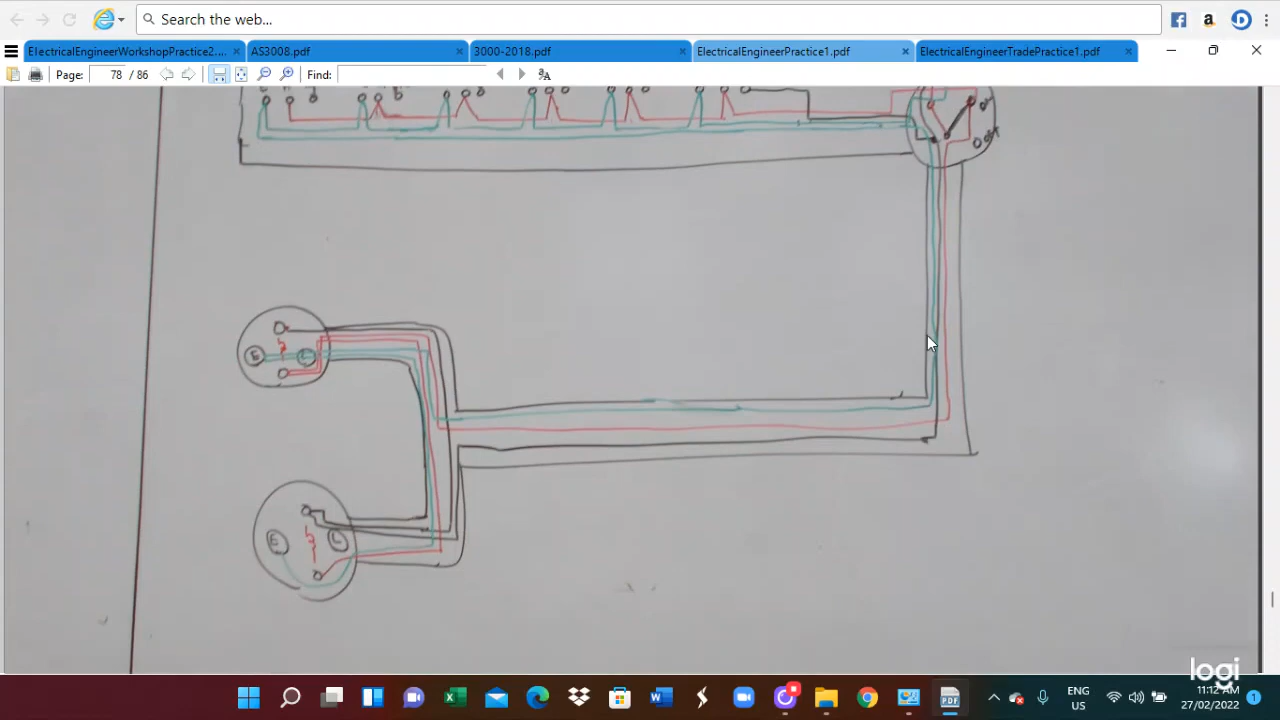 Search the web...
ElectricalEngineerWorkshopPractice2....
AS3008.pdf
3000-2018.pdf
ElectricalEngineerPractice1.pdf
ElectricalEngineerTradePractice1.pdf
Page: 78 / 86 Find:
E L
E L
logi
ENG
US
11:12 AM
27/02/2022